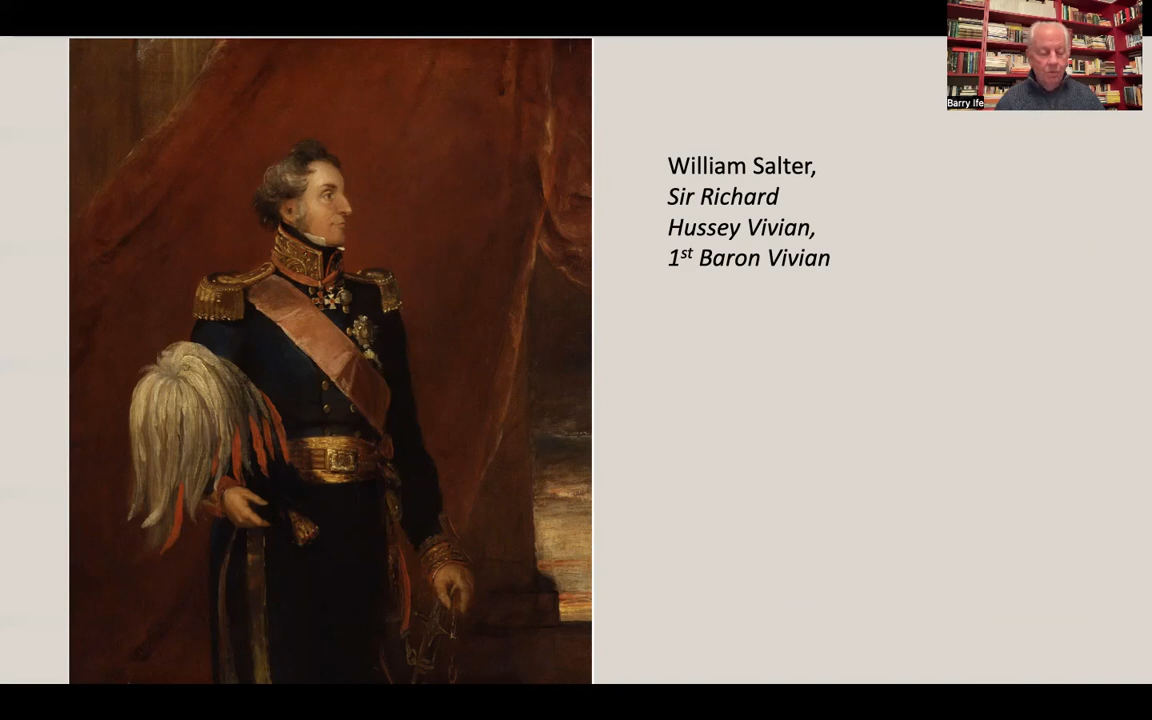 William Salter,
Sir Richard
Hussey Vivian,
1st Baron Vivian
Barry Ife